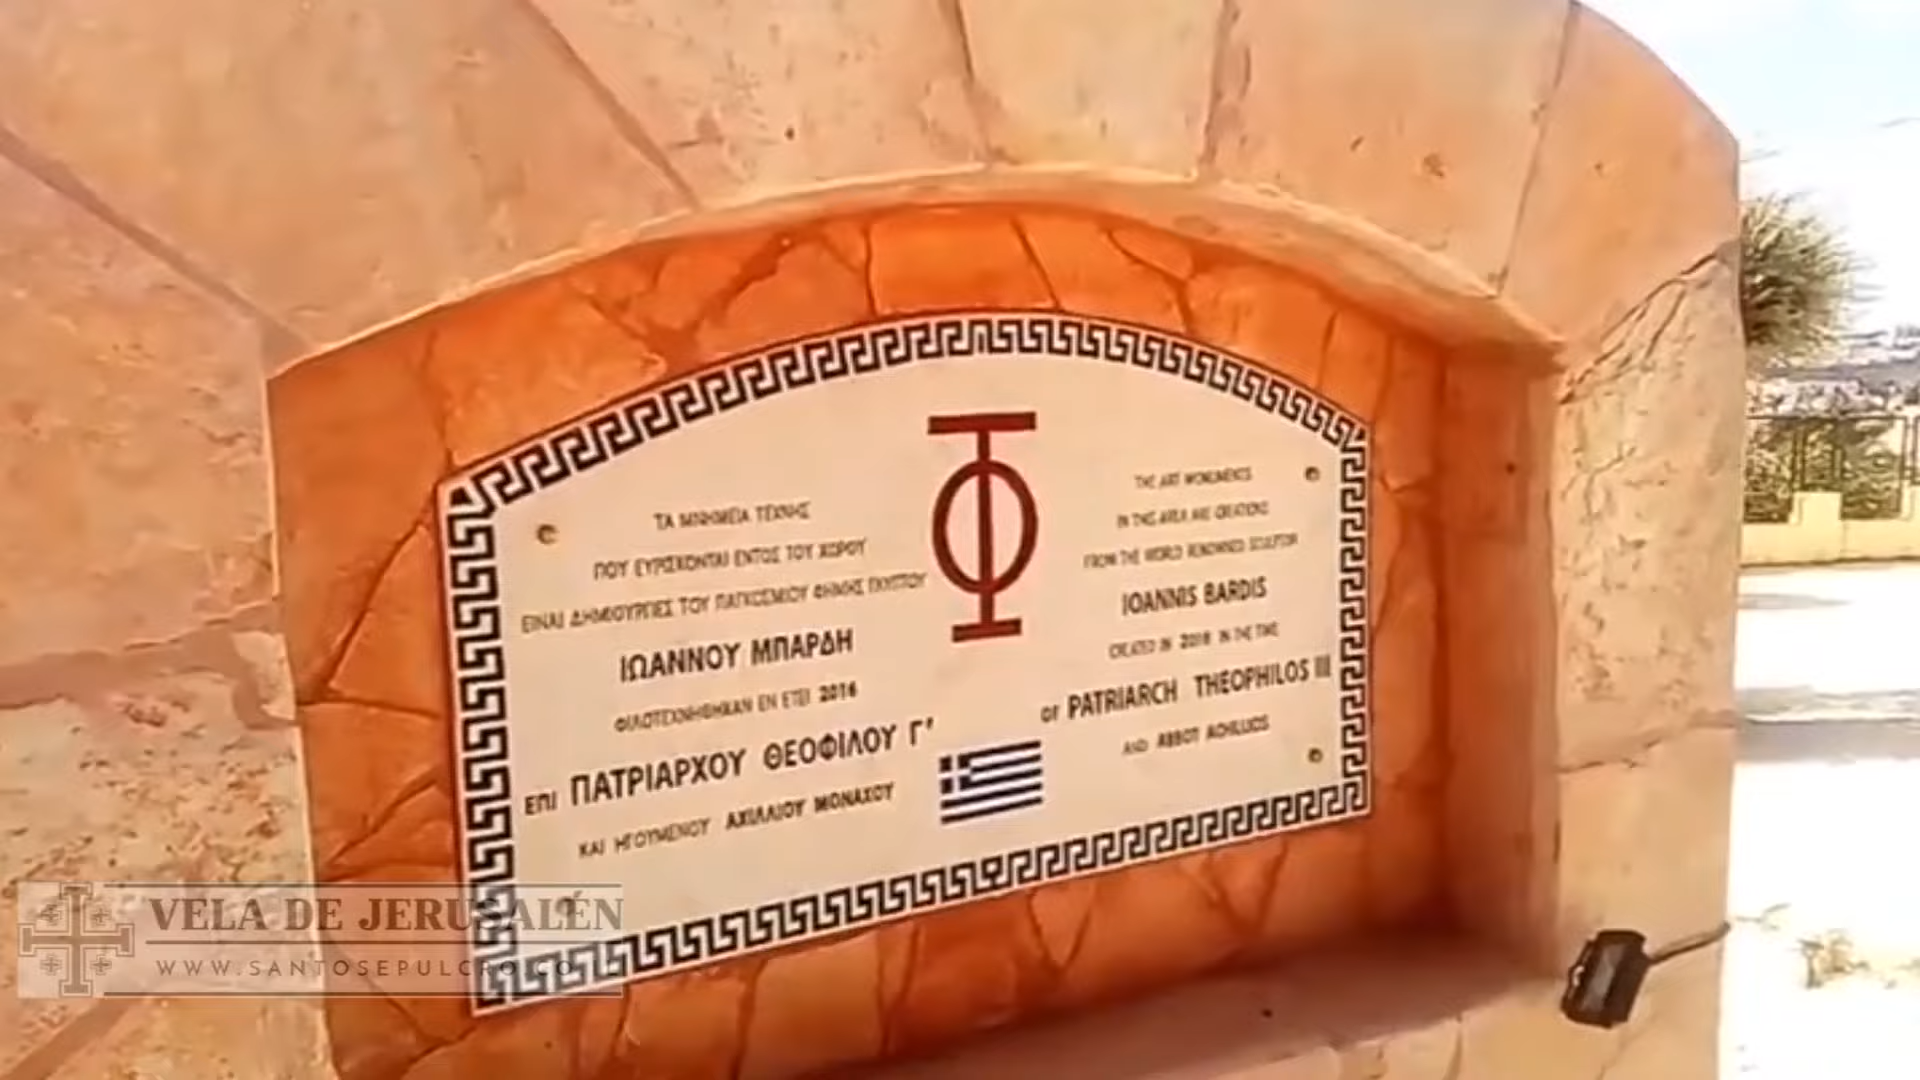 ΤΑ ΜΝΗΜΕΙΑ ΤΕΧΝΗΣ
ΠΟΥ ΕΥΡΙΣΚΟΝΤΑΙ ΕΝΤΟΣ ΤΟΥ ΧΩΡΟΥ
ΕΙΝΑΙ ΔΗΜΙΟΥΡΓΙΕΣ ΤΟΥ ΠΑΓΚΟΣΜΙΟΥ ΦΗΜΗΣ ΓΛΥΠΤΟΥ
ΙΩΑΝΝΟΥ ΜΠΑΡΔΗ
ΦΙΛΟΤΕΧΝΗΘΗΚΑΝ ΕΝ ΕΤΕΙ 2016
ΕΠΙ ΠΑΤΡΙΑΡΧΟΥ ΘΕΟΦΙΛΟΥ Γ'
ΚΑΙ ΗΓΟΥΜΕΝΟΥ ΑΧΙΛΛΙΟΥ ΜΟΝΑΧΟΥ
THE ART MONUMENTS
IN THIS AREA ARE CREATIONS
FROM THE WORLD RENOWNED SCULPTOR
IOANNIS BARDIS
CREATED IN 2016 IN THE TIME
OF PATRIARCH THEOPHILOS III
AND ABBOT ACHILLIOS
VELA DE JERUSALÉN
WWW.SANTOSEPULCRO.CO